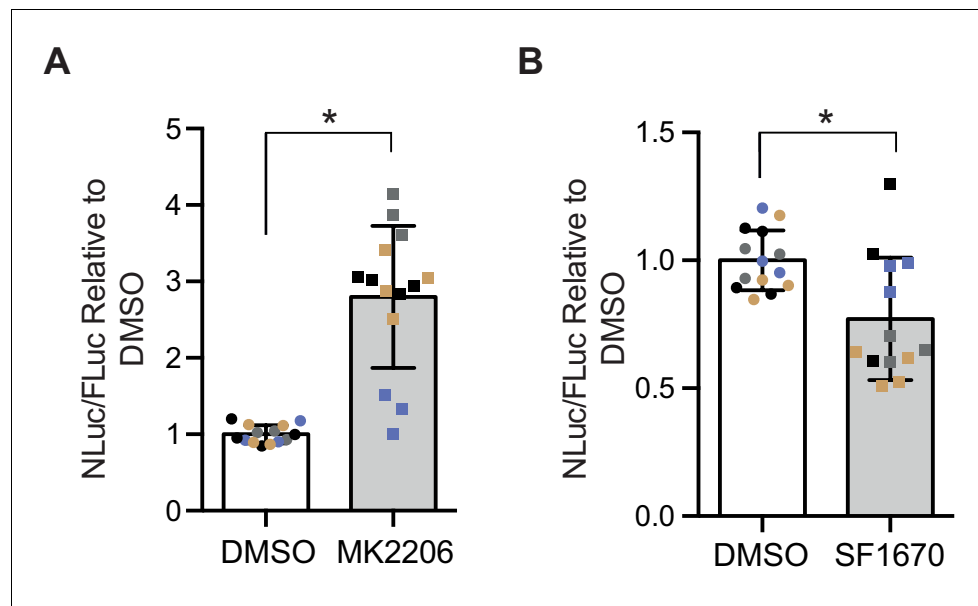 A
NLuc/FLuc Relative to
DMSO
5
4
3
2
1
0
*
DMSO
MK2206
B
NLuc/FLuc Relative to
DMSO
1.5
1.0
0.5
0.0
*
DMSO
SF1670